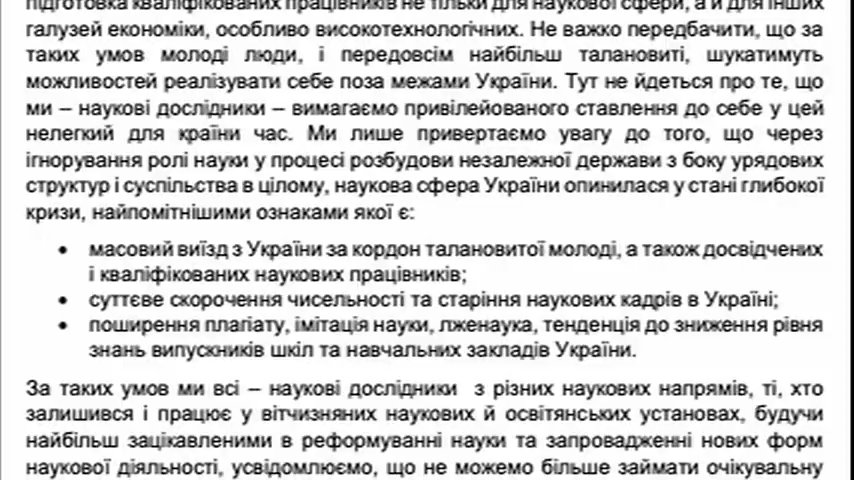 підготовка кваліфікованих працівників не тільки для наукової сфери, а й для інших
галузей економіки, особливо високотехнологічних. Не важко передбачити, що за
таких умов молоді люди, і передовсім найбільш талановиті, шукатимуть
можливостей реалізувати себе поза межами України. Тут не йдеться про те, що
ми – наукові дослідники – вимагаємо привілейованого ставлення до себе у цей
нелегкий для країни час. Ми лише привертаємо увагу до того, що через
ігнорування ролі науки у процесі розбудови незалежної держави з боку урядових
структур і суспільства в цілому, наукова сфера України опинилася у стані глибокої
кризи, найпомітнішими ознаками якої є:
• масовий виїзд з України за кордон талановитої молоді, а також досвідчених
і кваліфікованих наукових працівників;
• суттєве скорочення чисельності та старіння наукових кадрів в Україні;
• поширення плагіату, імітація науки, лженаука, тенденція до зниження рівня
знань випускників шкіл та навчальних закладів України.
За таких умов ми всі – наукові дослідники з різних наукових напрямів, ті, хто
залишився і працює у вітчизняних наукових й освітянських установах, будучи
найбільш зацікавленими в реформуванні науки та запровадженні нових форм
наукової діяльності, усвідомлюємо, що не можемо більше займати очікувальну